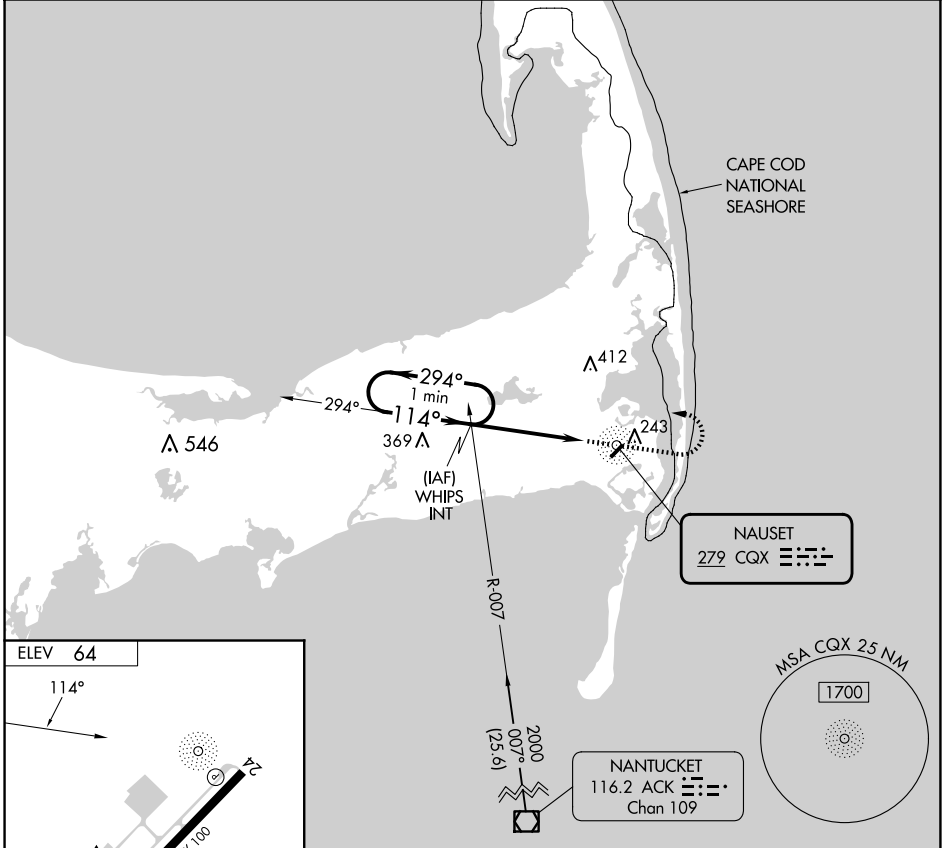 CAPE COD
NATIONAL
SEASHORE
412
294°
1 min
294°
114°
546
369
243
(IAF)
WHIPS
INT
NAUSET
279 CQX
R-007
ELEV 64
114°
MSA CQX 25 NM
1700
2000
007°
(25.6)
NANTUCKET
116.2 ACK
Chan 109
P
24
X 100